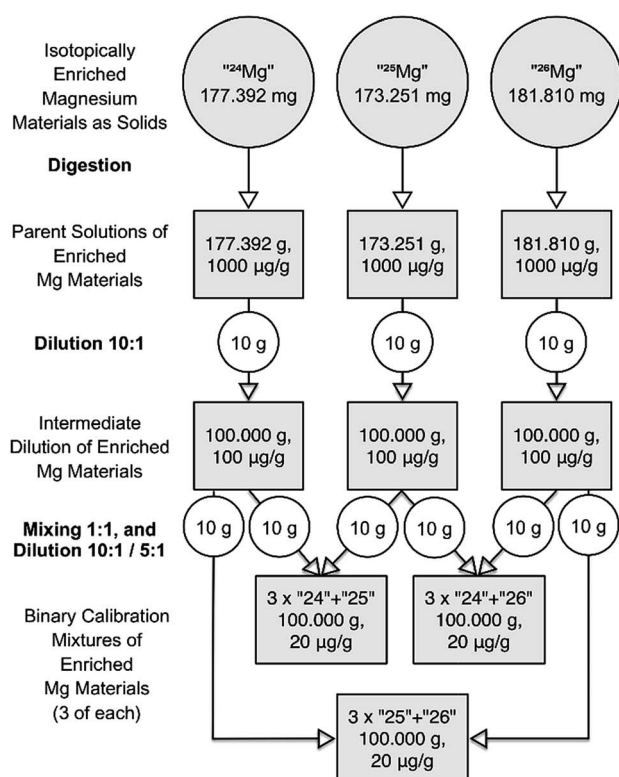 Isotopically
Enriched
Magnesium
Materials as Solids
"²⁴Mg"
177.392 mg
"²⁵Mg"
173.251 mg
"²⁶Mg"
181.810 mg
Digestion
Parent Solutions of
Enriched
Mg Materials
177.392 g,
1000 µg/g
173.251 g,
1000 µg/g
181.810 g,
1000 µg/g
Dilution 10:1
10 g
10 g
10 g
Intermediate
Dilution of Enriched
Mg Materials
100.000 g,
100 µg/g
100.000 g,
100 µg/g
100.000 g,
100 µg/g
Mixing 1:1, and
Dilution 10:1 / 5:1
10 g
10 g
10 g
10 g
10 g
10 g
Binary Calibration
Mixtures of
Enriched
Mg Materials
(3 of each)
3 x "24"+"25"
100.000 g,
20 µg/g
3 x "24"+"26"
100.000 g,
20 µg/g
3 x "25"+"26"
100.000 g,
20 µg/g